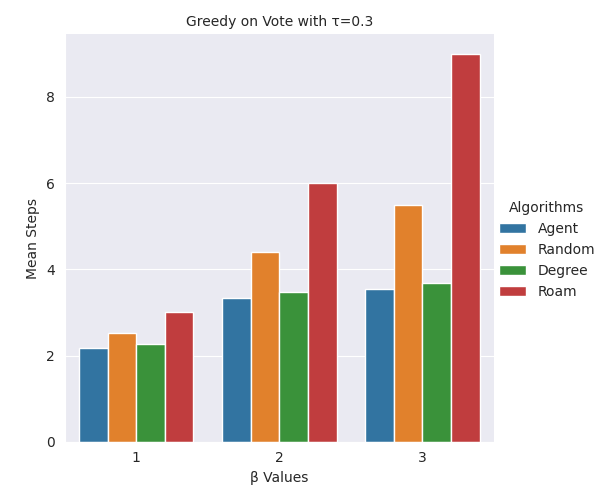 Greedy on Vote with τ=0.3
Mean Steps
8
6
4
2
0
1 2 3
β Values
Algorithms
Agent
Random
Degree
Roam